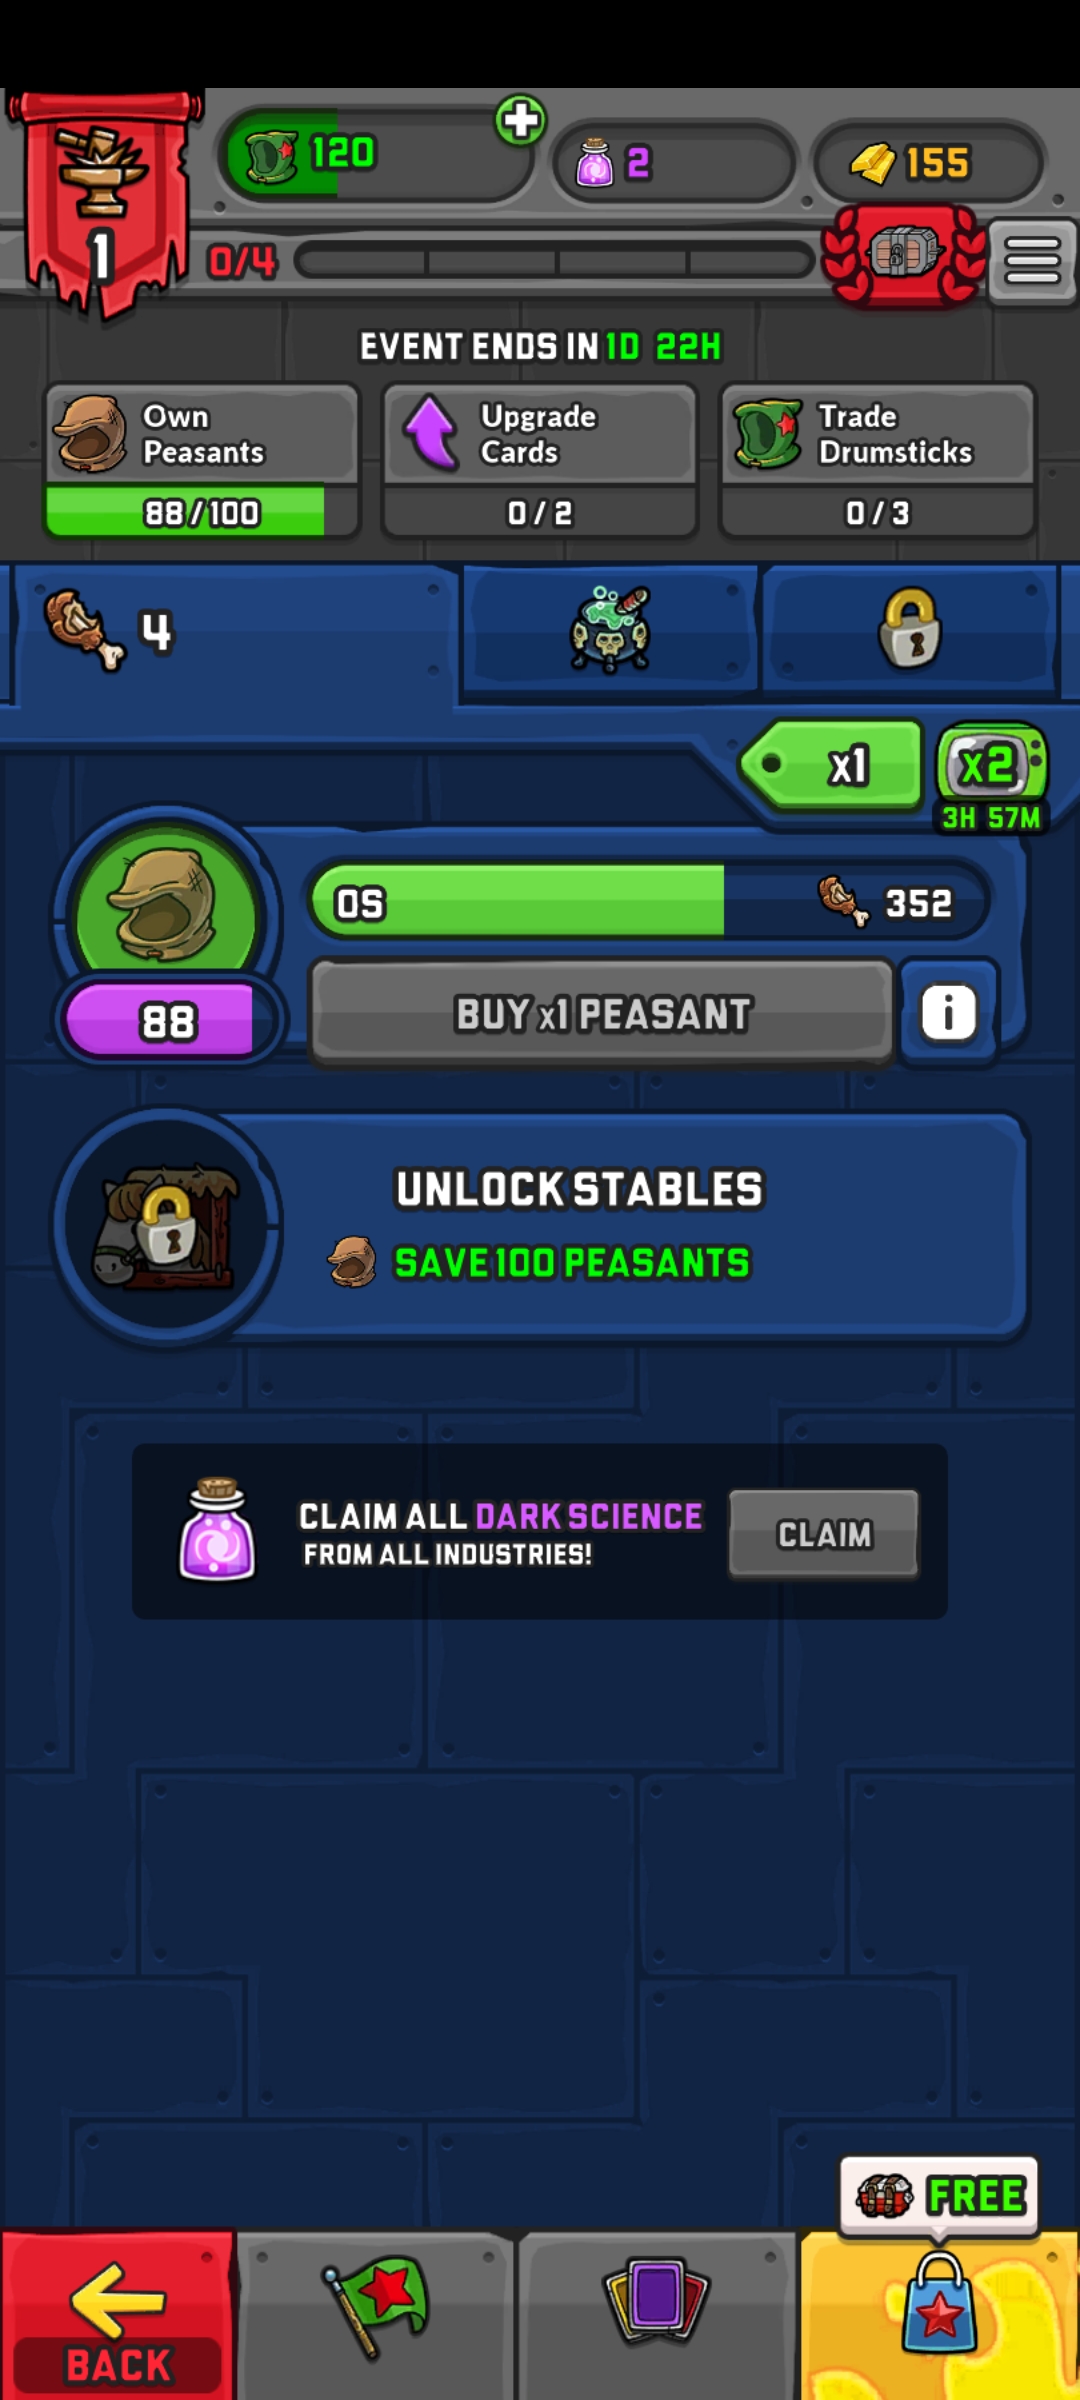 120
2
155
1
0/4
EVENT ENDS IN 1D 22H
Own
Peasants
88/100
Upgrade
Cards
0/2
Trade
Drumsticks
0/3
4
x1
x2
3H 57M
0S
352
88
BUY x1 PEASANT
i
UNLOCK STABLES
SAVE 100 PEASANTS
CLAIM ALL DARK SCIENCE
FROM ALL INDUSTRIES!
CLAIM
FREE
BACK